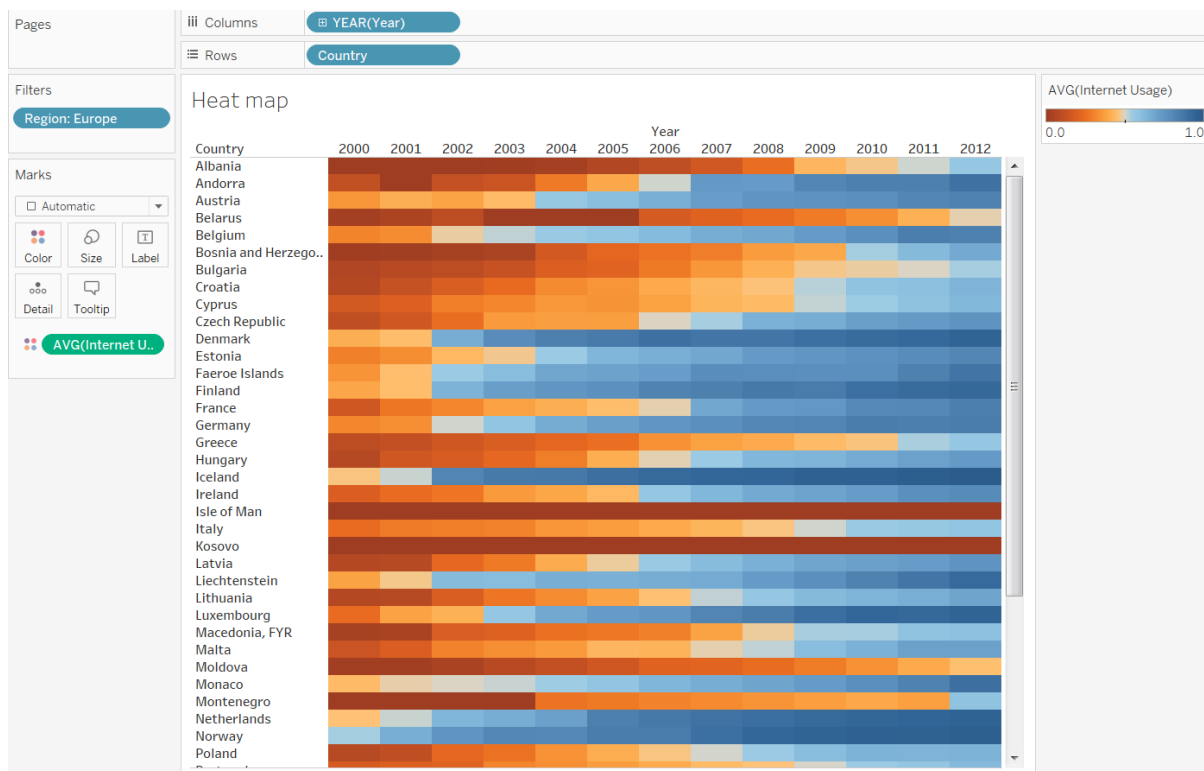 Pages
Columns
YEAR(Year)
Rows
Country
Filters
Region: Europe
Marks
Automatic
Color
Size
Label
Detail
Tooltip
AVG(Internet U..
Heat map
Year
Country 2000 2001 2002 2003 2004 2005 2006 2007 2008 2009 2010 2011 2012
Albania
Andorra
Austria
Belarus
Belgium
Bosnia and Herzego..
Bulgaria
Croatia
Cyprus
Czech Republic
Denmark
Estonia
Faeroe Islands
Finland
France
Germany
Greece
Hungary
Iceland
Ireland
Isle of Man
Italy
Kosovo
Latvia
Liechtenstein
Lithuania
Luxembourg
Macedonia, FYR
Malta
Moldova
Monaco
Montenegro
Netherlands
Norway
Poland
AVG(Internet Usage)
0.0 1.0